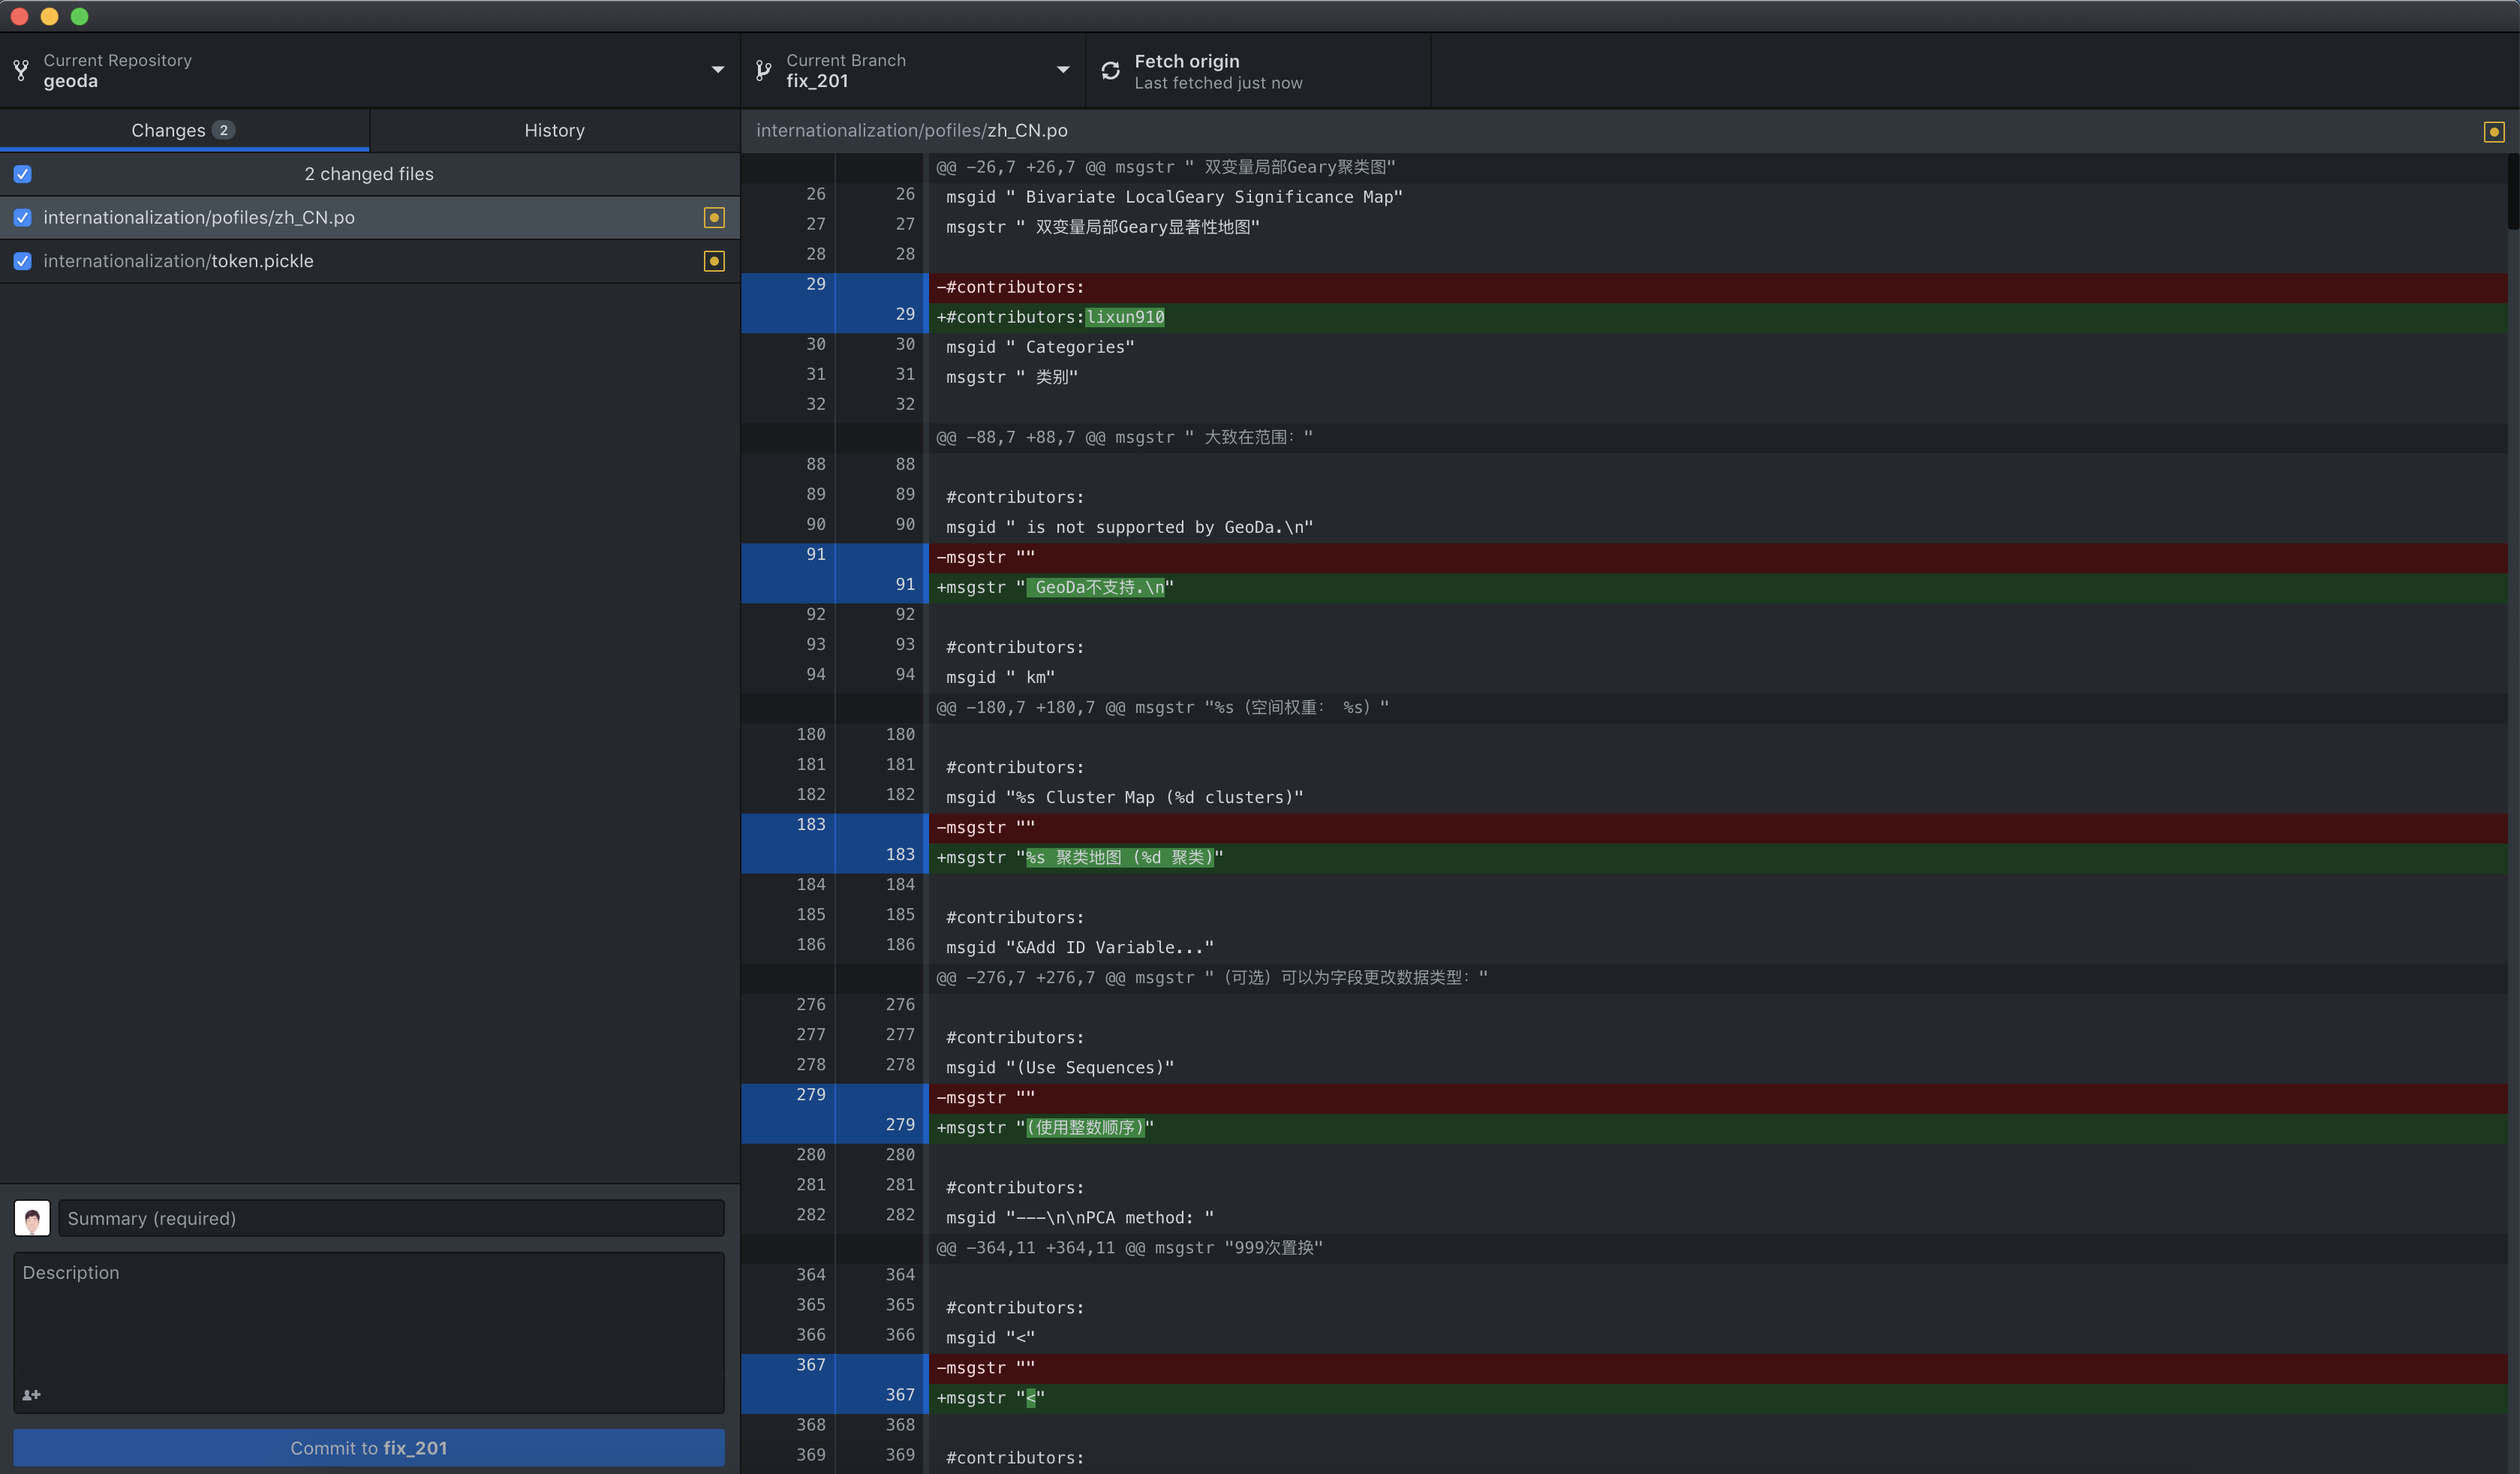 Current Repository
geoda
Current Branch
fix_201
Fetch origin
Last fetched just now
Changes 2
History
2 changed files
internationalization/pofiles/zh_CN.po
internationalization/token.pickle
Summary (required)
Description
Commit to fix_201
internationalization/pofiles/zh_CN.po
@@ -26,7 +26,7 @@ msgstr " 双变量局部Geary聚类图"
26 26 msgid " Bivariate LocalGeary Significance Map"
27 27 msgstr " 双变量局部Geary显著性地图"
28 28
29 -#contributors:
29 +#contributors:lixun910
30 30 msgid " Categories"
31 31 msgstr " 类别"
32 32
@@ -88,7 +88,7 @@ msgstr " 大致在范围："
88 88
89 89 #contributors:
90 90 msgid " is not supported by GeoDa.\n"
91 -msgstr ""
91 +msgstr " GeoDa不支持.\n"
92 92
93 93 #contributors:
94 94 msgid " km"
@@ -180,7 +180,7 @@ msgstr "%s（空间权重： %s）"
180 180
181 181 #contributors:
182 182 msgid "%s Cluster Map (%d clusters)"
183 -msgstr ""
183 +msgstr "%s 聚类地图 (%d 聚类)"
184 184
185 185 #contributors:
186 186 msgid "&Add ID Variable..."
@@ -276,7 +276,7 @@ msgstr "（可选）可以为字段更改数据类型："
276 276
277 277 #contributors:
278 278 msgid "(Use Sequences)"
279 -msgstr ""
279 +msgstr "(使用整数顺序)"
280 280
281 281 #contributors:
282 282 msgid "---\n\nPCA method: "
@@ -364,11 +364,11 @@ msgstr "999次置换"
364 364
365 365 #contributors:
366 366 msgid "<"
367 -msgstr ""
367 +msgstr "<"
368 368
369 369 #contributors: